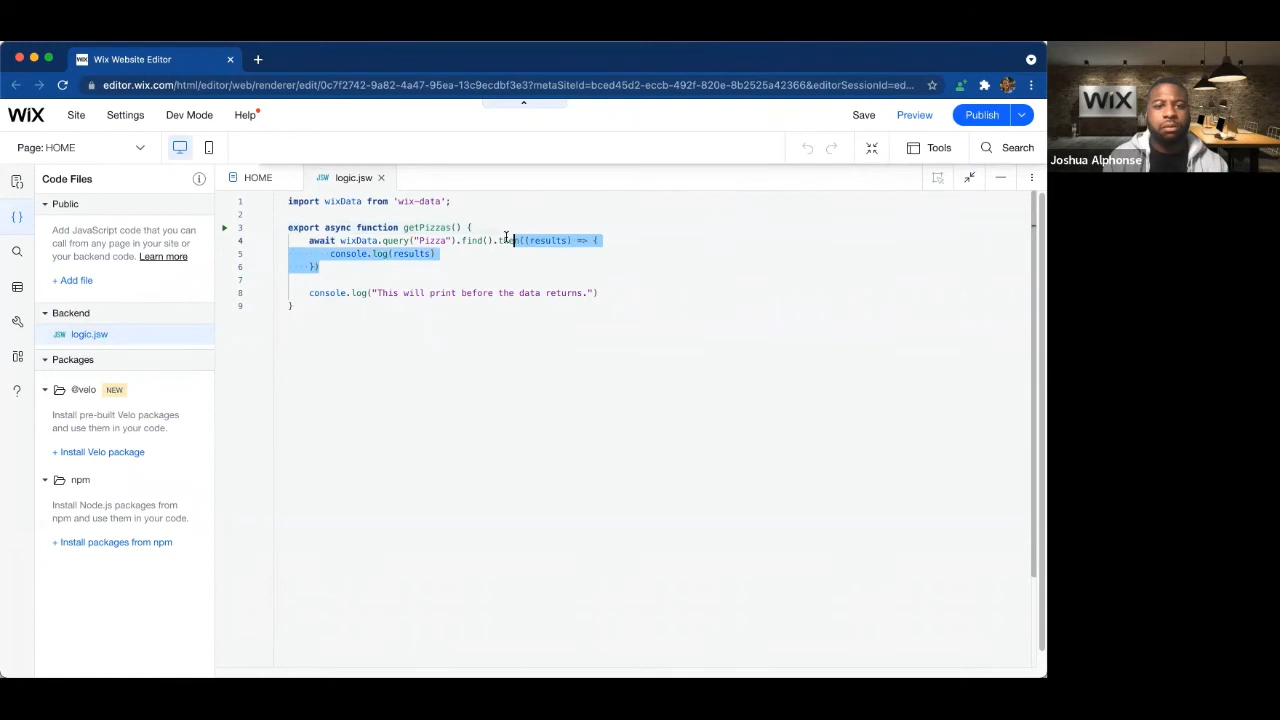 Wix Website Editor
editor.wix.com/html/editor/web/renderer/edit/0c7f2742-9a82-4a47-95ea-13c9ecdbf3e3?metaSiteId=bced45d2-eccb-492f-820e-8b2525a42366&editorSessionId=ed...
WiX
Site
Settings
Dev Mode
Help
Save
Preview
Publish
Page: HOME
Tools
Search
Code Files
HOME
JSW logic.jsw
Public
Add JavaScript code that you can
call from any page in your site or
your backend code. Learn more
+ Add file
Backend
JSW logic.jsw
Packages
@velo NEW
Install pre-built Velo packages
and use them in your code.
+ Install Velo package
npm
Install Node.js packages from
npm and use them in your code.
+ Install packages from npm
1 import wixData from 'wix-data';
2
3 export async function getPizzas() {
4 await wixData.query("Pizza").find().then((results) => {
5 console.log(results)
6 })
7
8 console.log("This will print before the data returns.")
9 }
WiX
Joshua Alphonse